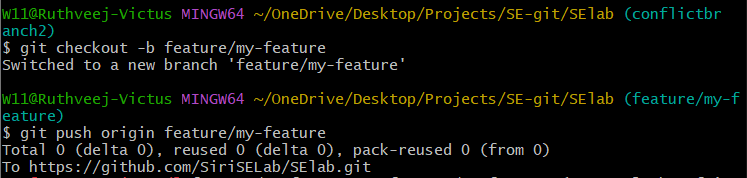 W11@Ruthveej-Victus MINGW64 ~/OneDrive/Desktop/Projects/SE-git/SElab (conflictbr
anch2)
$ git checkout -b feature/my-feature
Switched to a new branch 'feature/my-feature'
W11@Ruthveej-Victus MINGW64 ~/OneDrive/Desktop/Projects/SE-git/SElab (feature/my-f
eature)
$ git push origin feature/my-feature
Total 0 (delta 0), reused 0 (delta 0), pack-reused 0 (from 0)
To https://github.com/SiriSELab/SElab.git